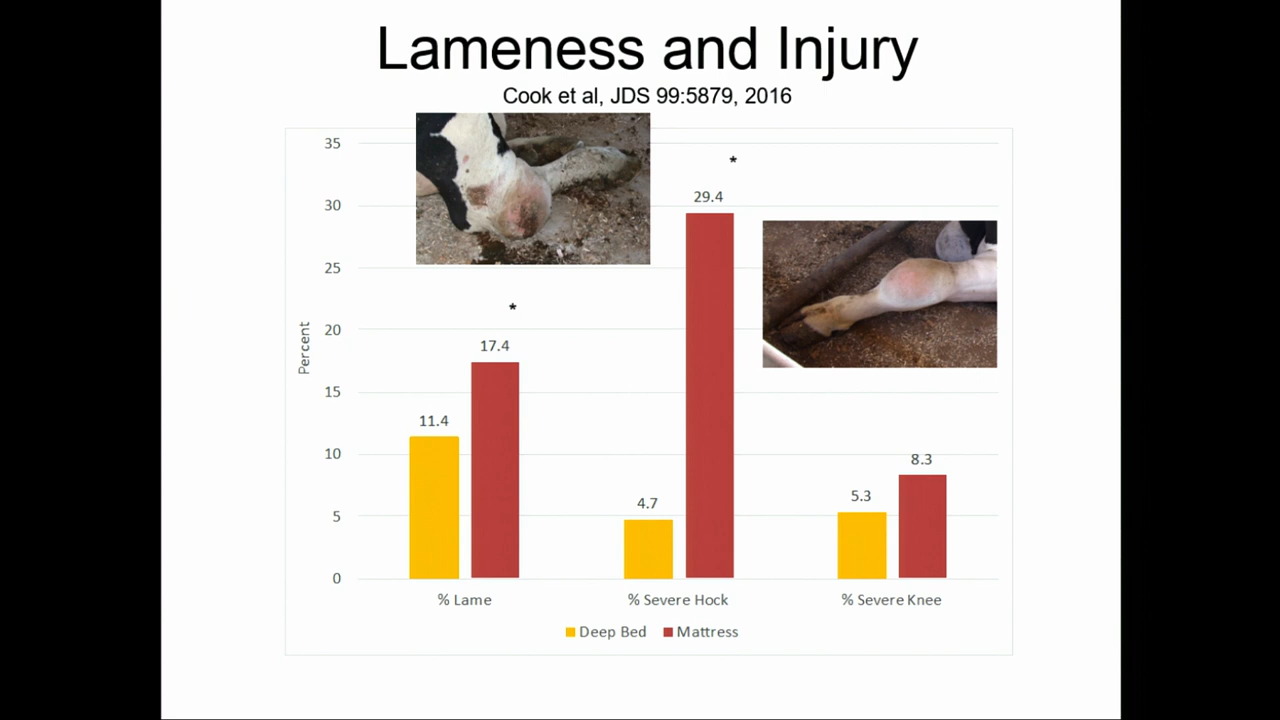 Lameness and Injury
Cook et al, JDS 99:5879, 2016
35
30
25
20
15
10
5
0
Percent
*
*
11.4
17.4
4.7
29.4
5.3
8.3
% Lame
% Severe Hock
% Severe Knee
Deep Bed
Mattress